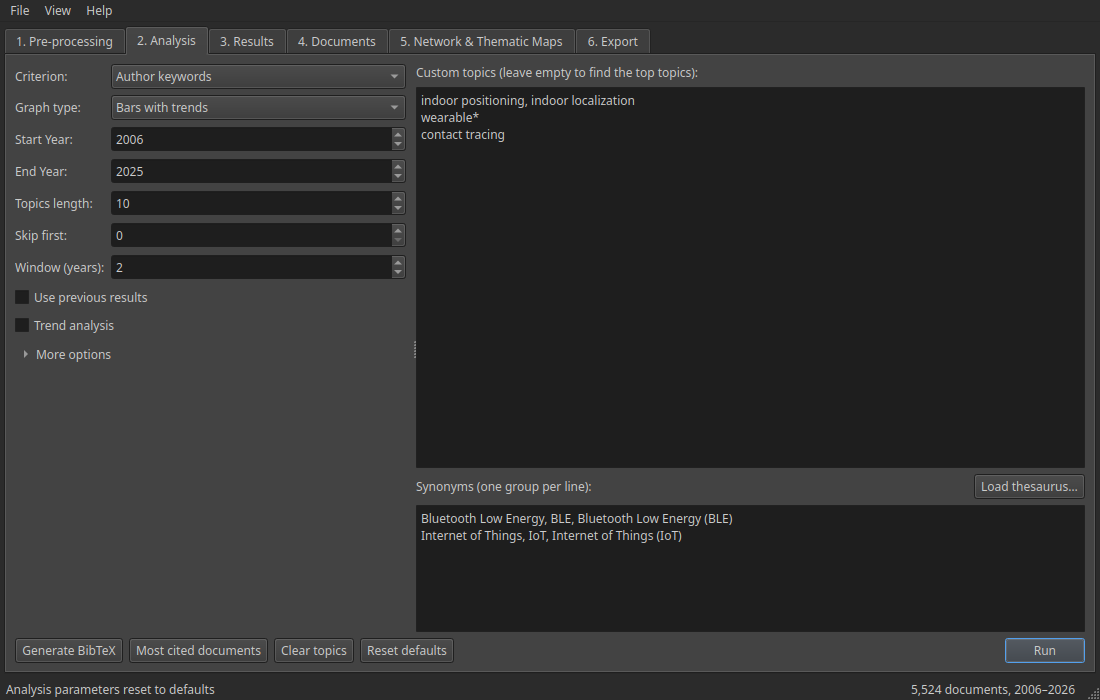 File View Help
1. Pre-processing 2. Analysis 3. Results 4. Documents 5. Network & Thematic Maps 6. Export
Criterion: Author keywords
Graph type: Bars with trends
Start Year: 2006
End Year: 2025
Topics length: 10
Skip first: 0
Window (years): 2
Use previous results
Trend analysis
More options
Custom topics (leave empty to find the top topics):
indoor positioning, indoor localization
wearable*
contact tracing
Synonyms (one group per line): Load thesaurus...
Bluetooth Low Energy, BLE, Bluetooth Low Energy (BLE)
Internet of Things, IoT, Internet of Things (IoT)
Generate BibTeX Most cited documents Clear topics Reset defaults Run
Analysis parameters reset to defaults 5,524 documents, 2006–2026